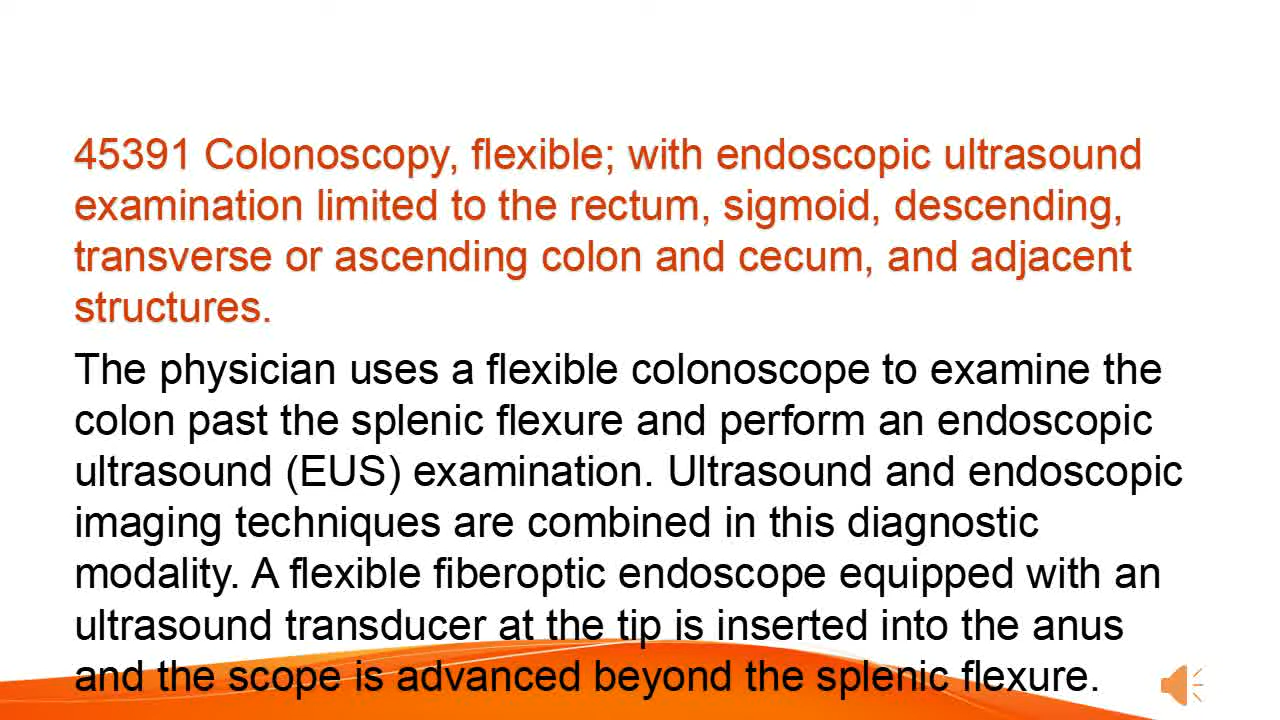 45391 Colonoscopy, flexible; with endoscopic ultrasound
examination limited to the rectum, sigmoid, descending,
transverse or ascending colon and cecum, and adjacent
structures.
The physician uses a flexible colonoscope to examine the
colon past the splenic flexure and perform an endoscopic
ultrasound (EUS) examination. Ultrasound and endoscopic
imaging techniques are combined in this diagnostic
modality. A flexible fiberoptic endoscope equipped with an
ultrasound transducer at the tip is inserted into the anus
and the scope is advanced beyond the splenic flexure.